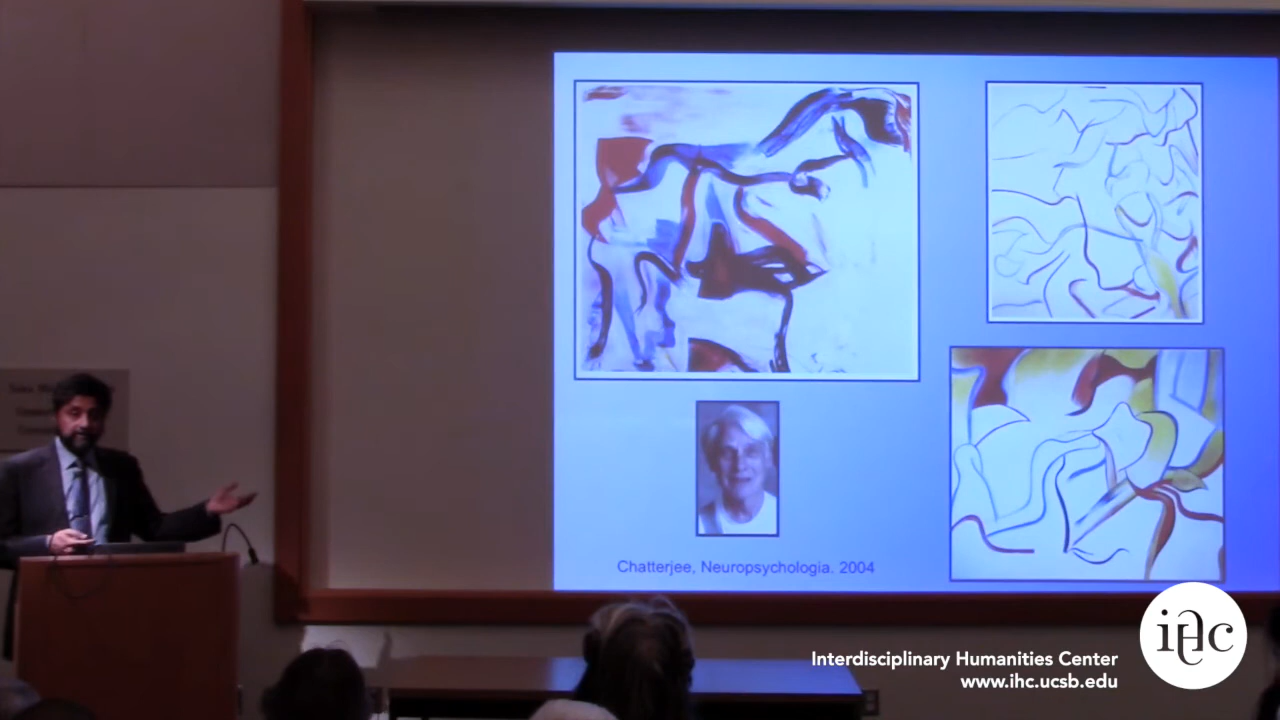 Chatterjee, Neuropsychologia. 2004
Interdisciplinary Humanities Center
www.ihc.ucsb.edu
ihc